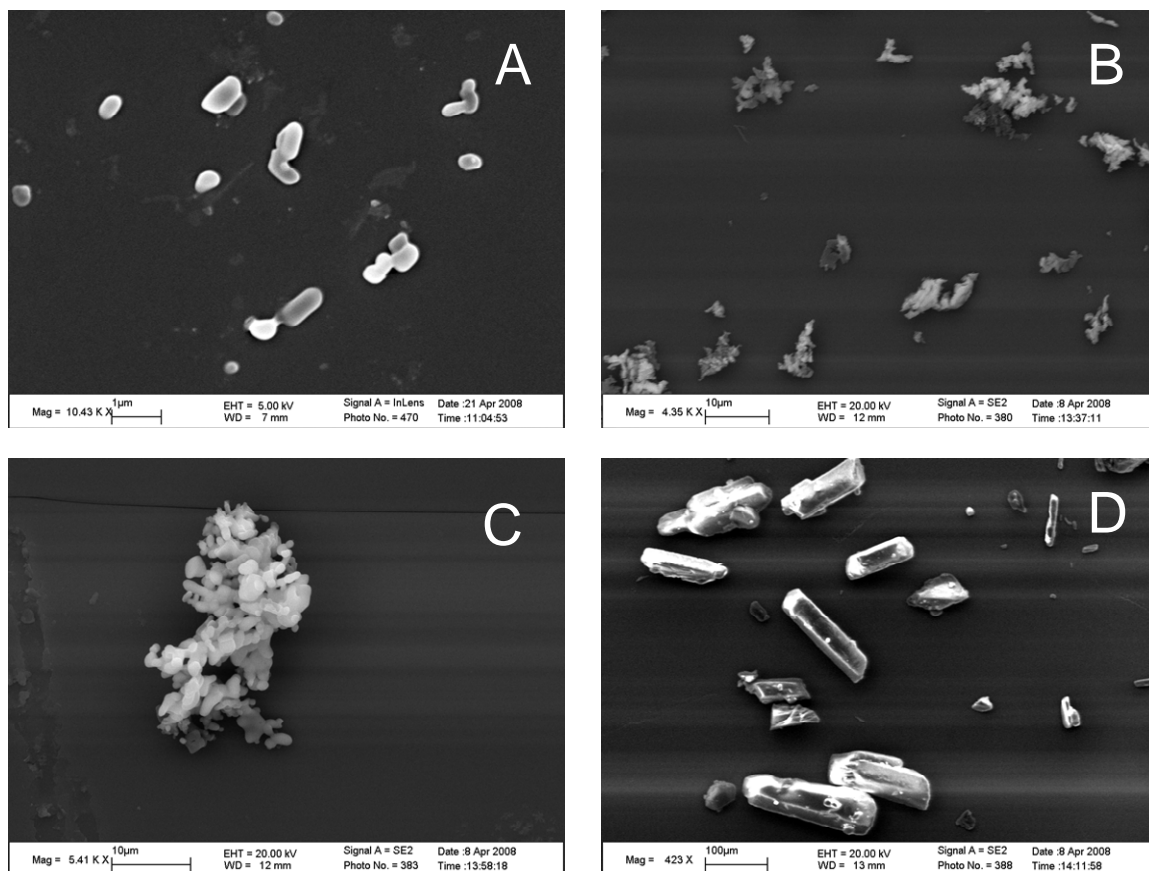 A
1µm
Mag = 10.43 K X
EHT = 5.00 kV
WD = 7 mm
Signal A = InLens
Photo No. = 470
Date :21 Apr 2008
Time :11:04:53
B
10µm
Mag = 4.35 K X
EHT = 20.00 kV
WD = 12 mm
Signal A = SE2
Photo No. = 380
Date :8 Apr 2008
Time :13:37:11
C
10µm
Mag = 5.41 K X
EHT = 20.00 kV
WD = 12 mm
Signal A = SE2
Photo No. = 383
Date :8 Apr 2008
Time :13:58:18
D
100µm
Mag = 423 X
EHT = 20.00 kV
WD = 13 mm
Signal A = SE2
Photo No. = 388
Date :8 Apr 2008
Time :14:11:58